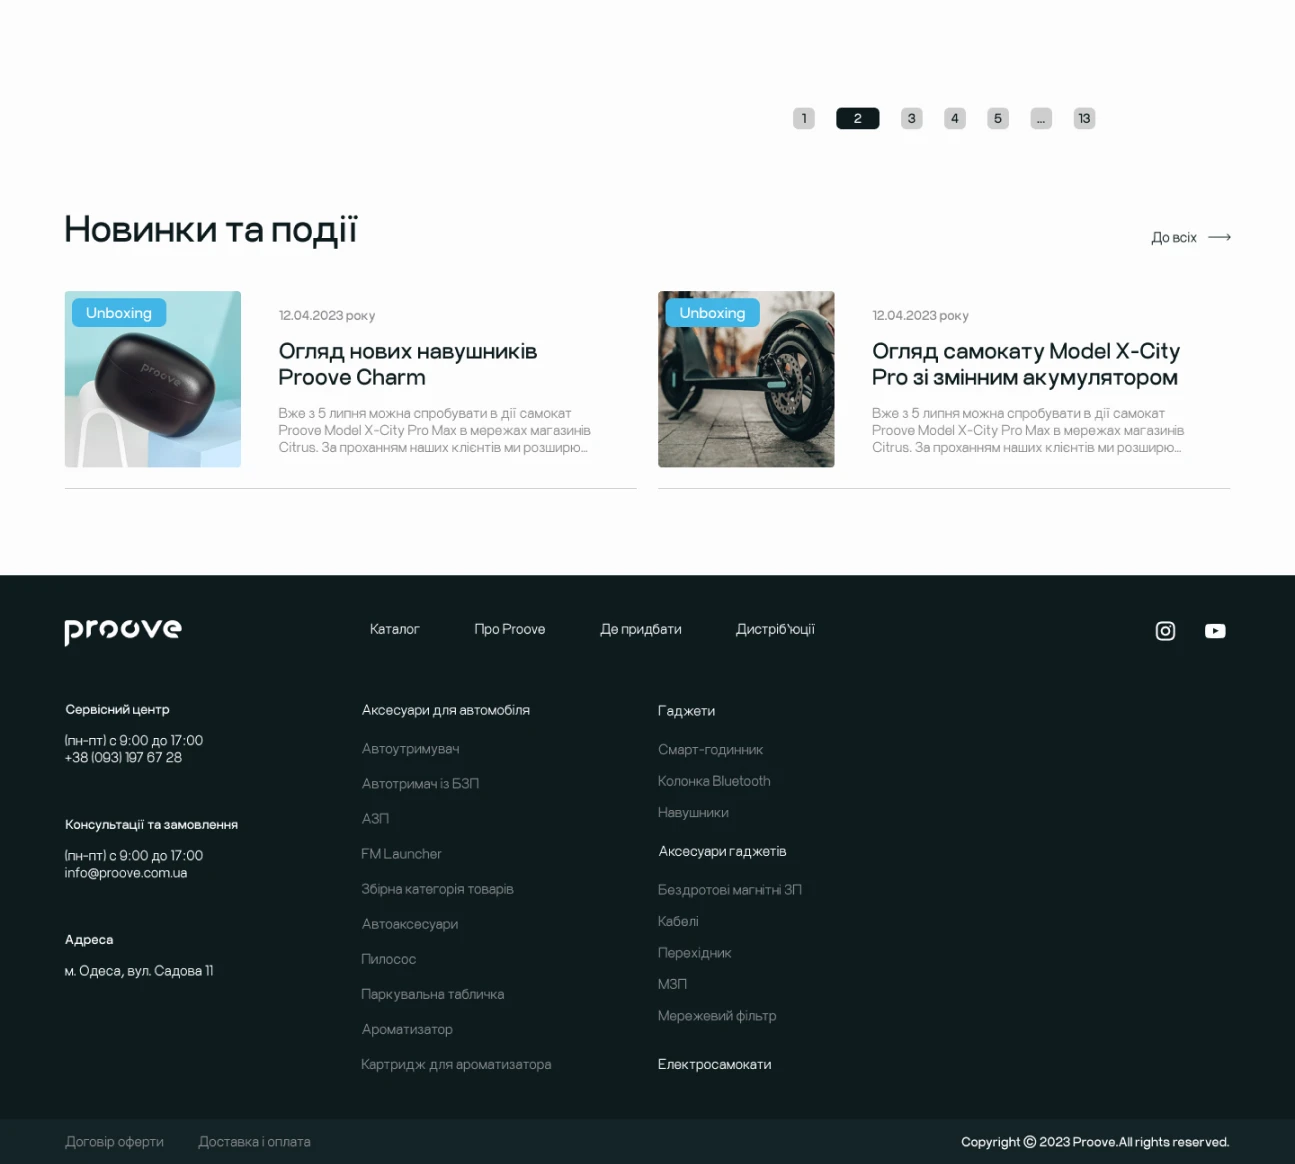 1 2 3 4 5 ... 13
Новинки та події
До всіх
Unboxing
proove
12.04.2023 року
Огляд нових навушників
Proove Charm
Вже з 5 липня можна спробувати в дії самокат
Proove Model X-City Pro Max в мережах магазинів
Citrus. За проханням наших клієнтів ми розширю...
Unboxing
12.04.2023 року
Огляд самокату Model X-City
Pro зі змінним акумулятором
Вже з 5 липня можна спробувати в дії самокат
Proove Model X-City Pro Max в мережах магазинів
Citrus. За проханням наших клієнтів ми розширю...
proove
Каталог
Про Proove
Де придбати
Дистриб'юції
Сервісний центр
(пн-пт) с 9:00 до 17:00
+38 (093) 197 67 28
Консультації та замовлення
(пн-пт) с 9:00 до 17:00
info@proove.com.ua
Адреса
м. Одеса, вул. Садова 11
Аксесуари для автомобіля
Автоутримувач
Автотримач із БЗП
АЗП
FM Launcher
Збірна категорія товарів
Автоаксесуари
Пилосос
Паркувальна табличка
Ароматизатор
Картридж для ароматизатора
Гаджети
Смарт-годинник
Колонка Bluetooth
Навушники
Аксесуари гаджетів
Бездротові магнітні ЗП
Кабелі
Перехідник
МЗП
Мережевий фільтр
Електросамокати
Договір оферти
Доставка і оплата
Copyright © 2023 Proove.All rights reserved.